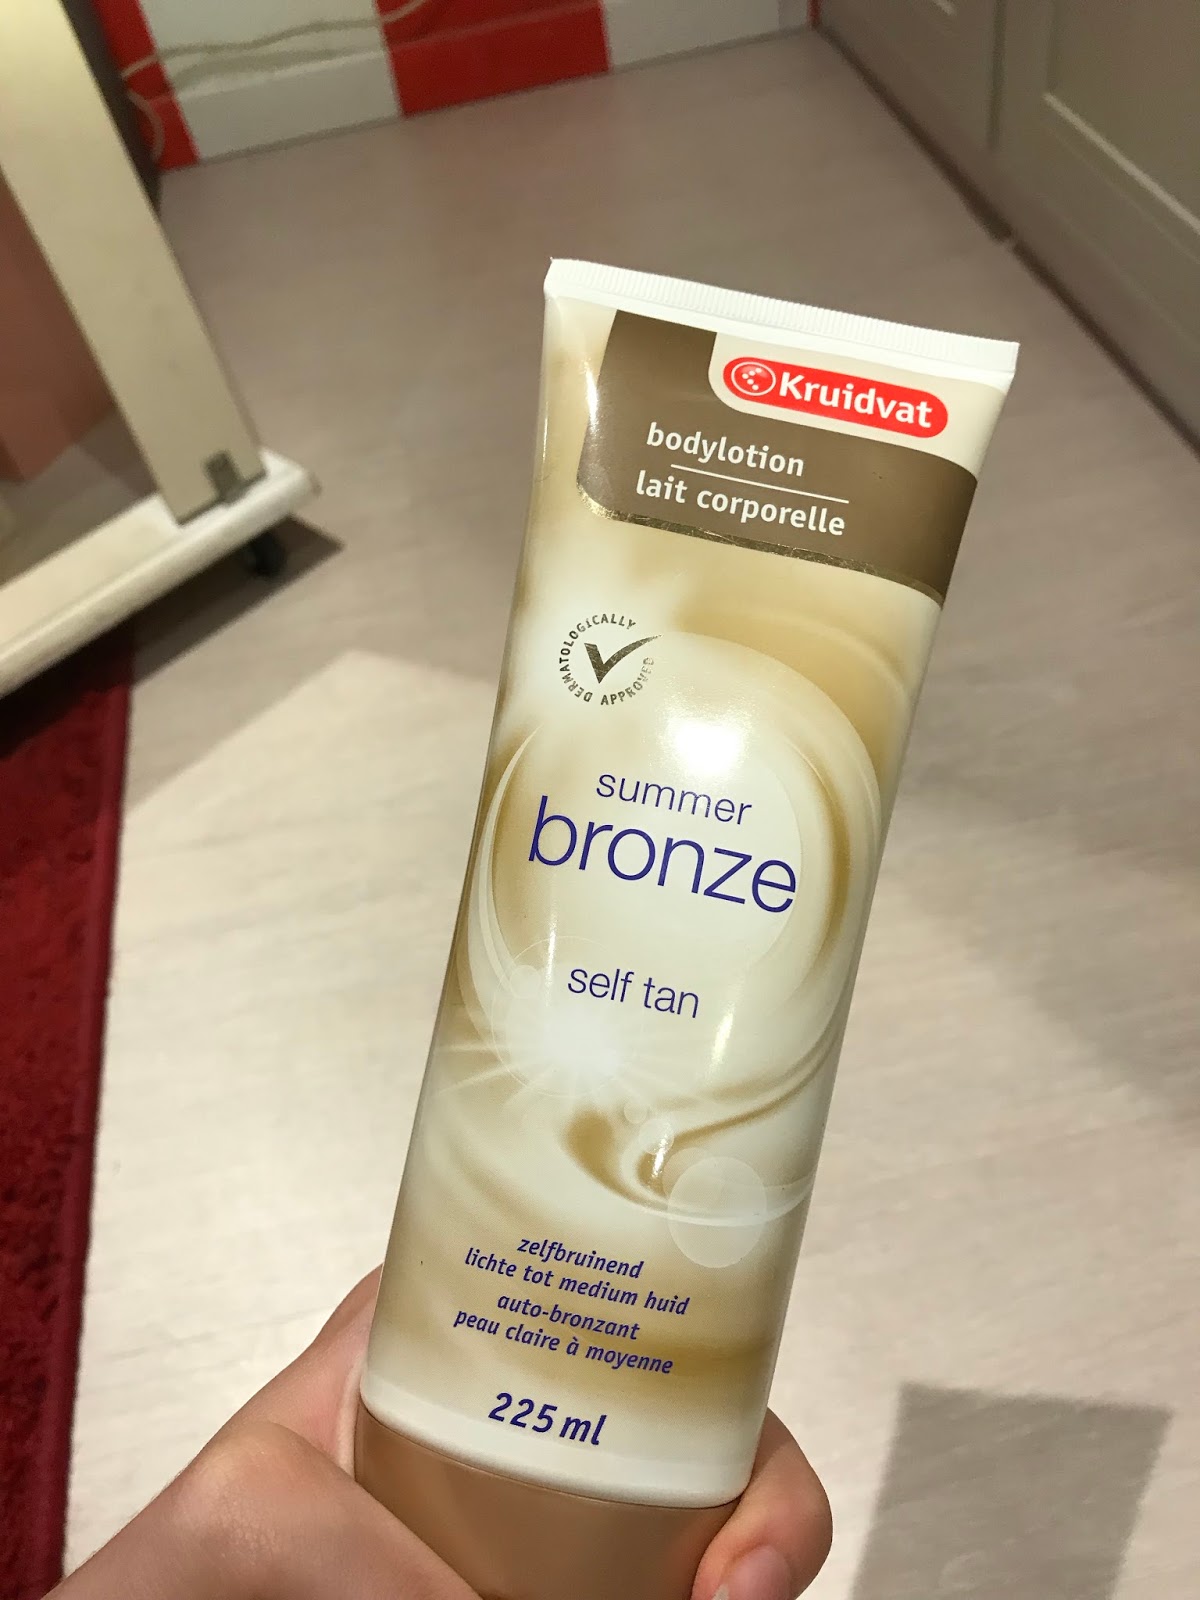 Kruidvat
bodylotion
lait corporelle
DERMATOLOGICALLY APPROVED
summer
bronze
self tan
zelfbruinend
lichte tot medium huid
auto-bronzant
peau claire à moyenne
225 ml